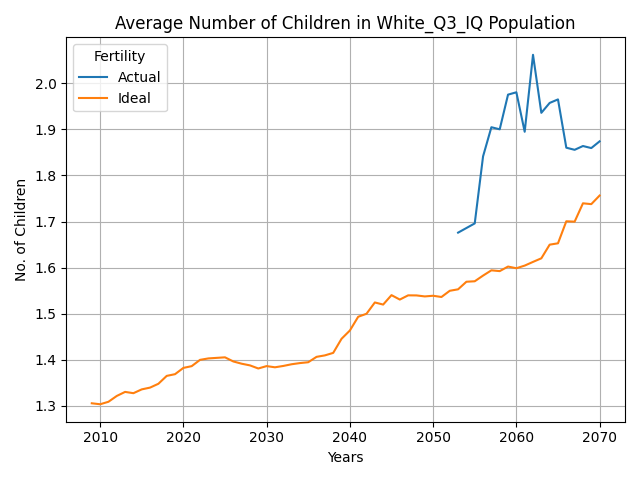 Average Number of Children in White_Q3_IQ Population
Fertility
Actual
Ideal
No. of Children
2.0
1.9
1.8
1.7
1.6
1.5
1.4
1.3
2010 2020 2030 2040 2050 2060 2070
Years